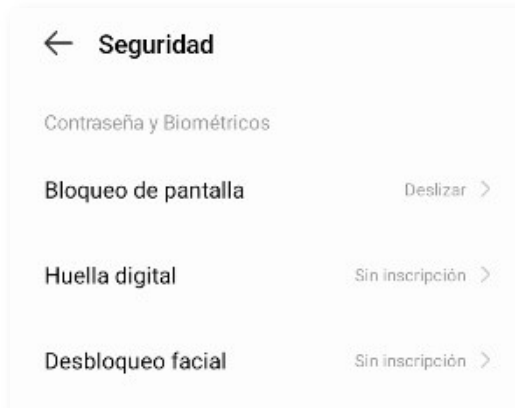 Seguridad
Contraseña y Biométricos
Bloqueo de pantalla Deslizar
Huella digital Sin inscripción
Desbloqueo facial Sin inscripción